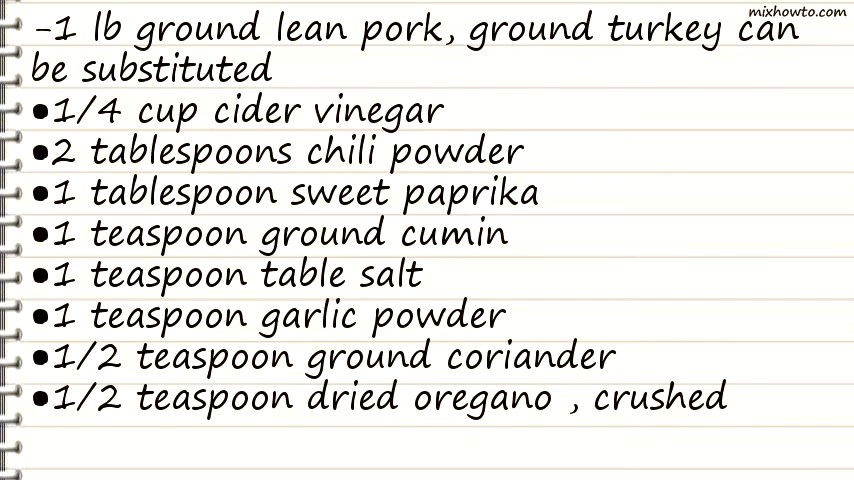 mixhowto.com
-1 lb ground lean pork, ground turkey can
be substituted
•1/4 cup cider vinegar
•2 tablespoons chili powder
•1 tablespoon sweet paprika
•1 teaspoon ground cumin
•1 teaspoon table salt
•1 teaspoon garlic powder
•1/2 teaspoon ground coriander
•1/2 teaspoon dried oregano , crushed